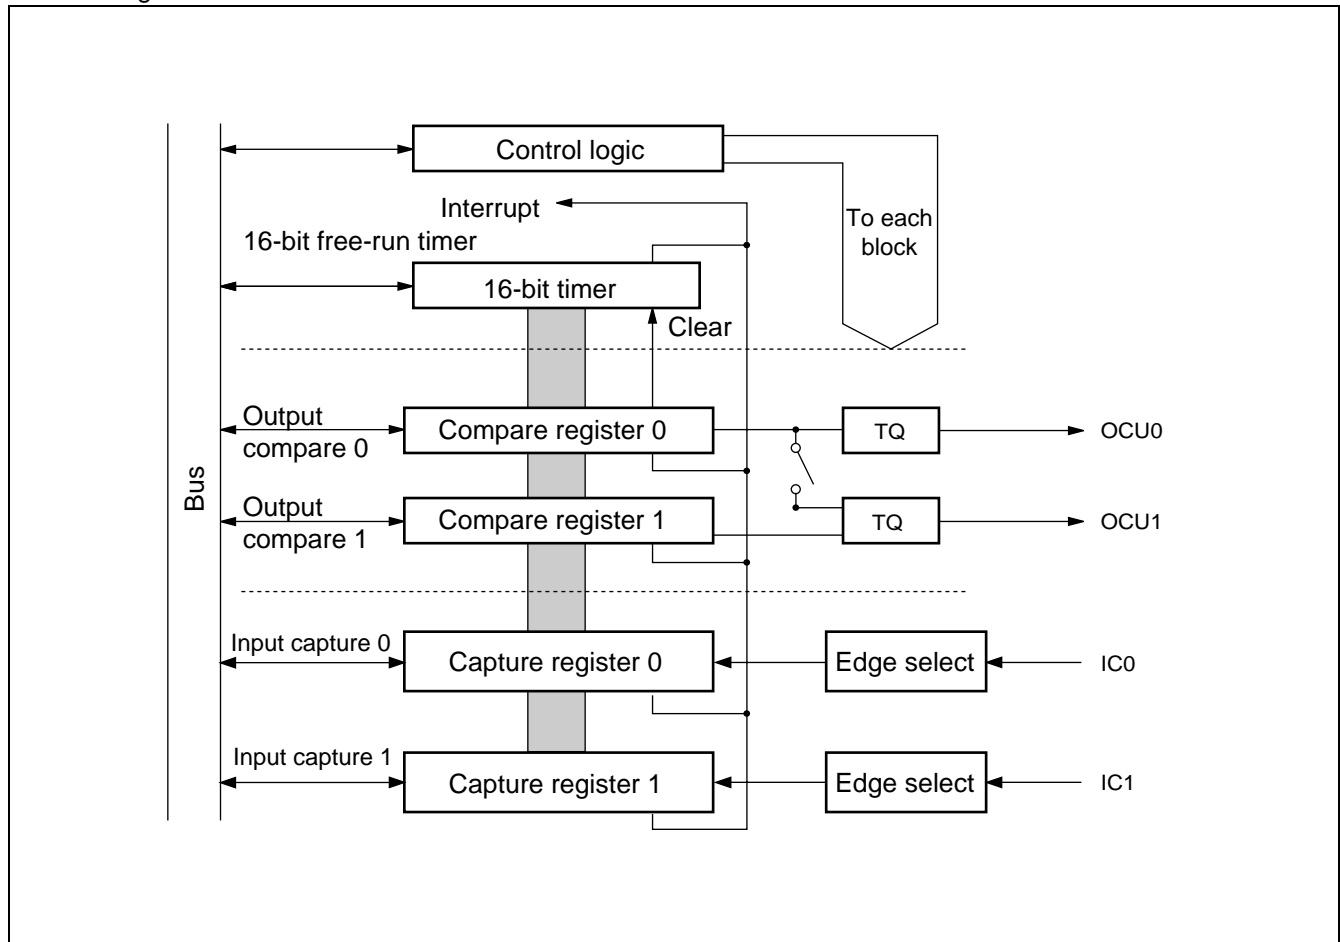 Control logic
Interrupt
To each
block
16-bit free-run timer
16-bit timer
Clear
Output
compare 0
Compare register 0
TQ
OCU0
Bus
Output
compare 1
Compare register 1
TQ
OCU1
Input capture 0
Capture register 0
Edge select
IC0
Input capture 1
Capture register 1
Edge select
IC1